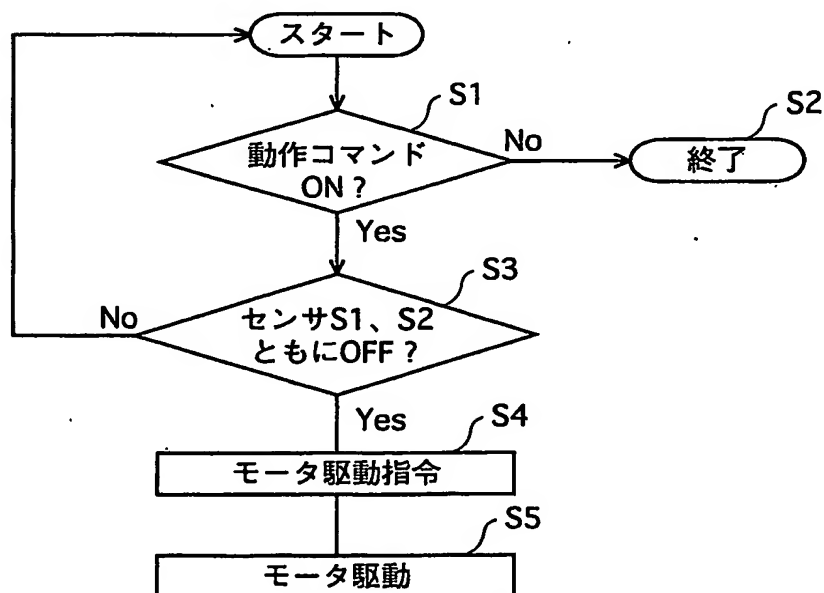 スタート
S1
動作コマンド
ON ?
No
S2
終了
Yes
S3
センサS1、S2
ともにOFF ?
No
Yes
S4
モータ駆動指令
S5
モータ駆動